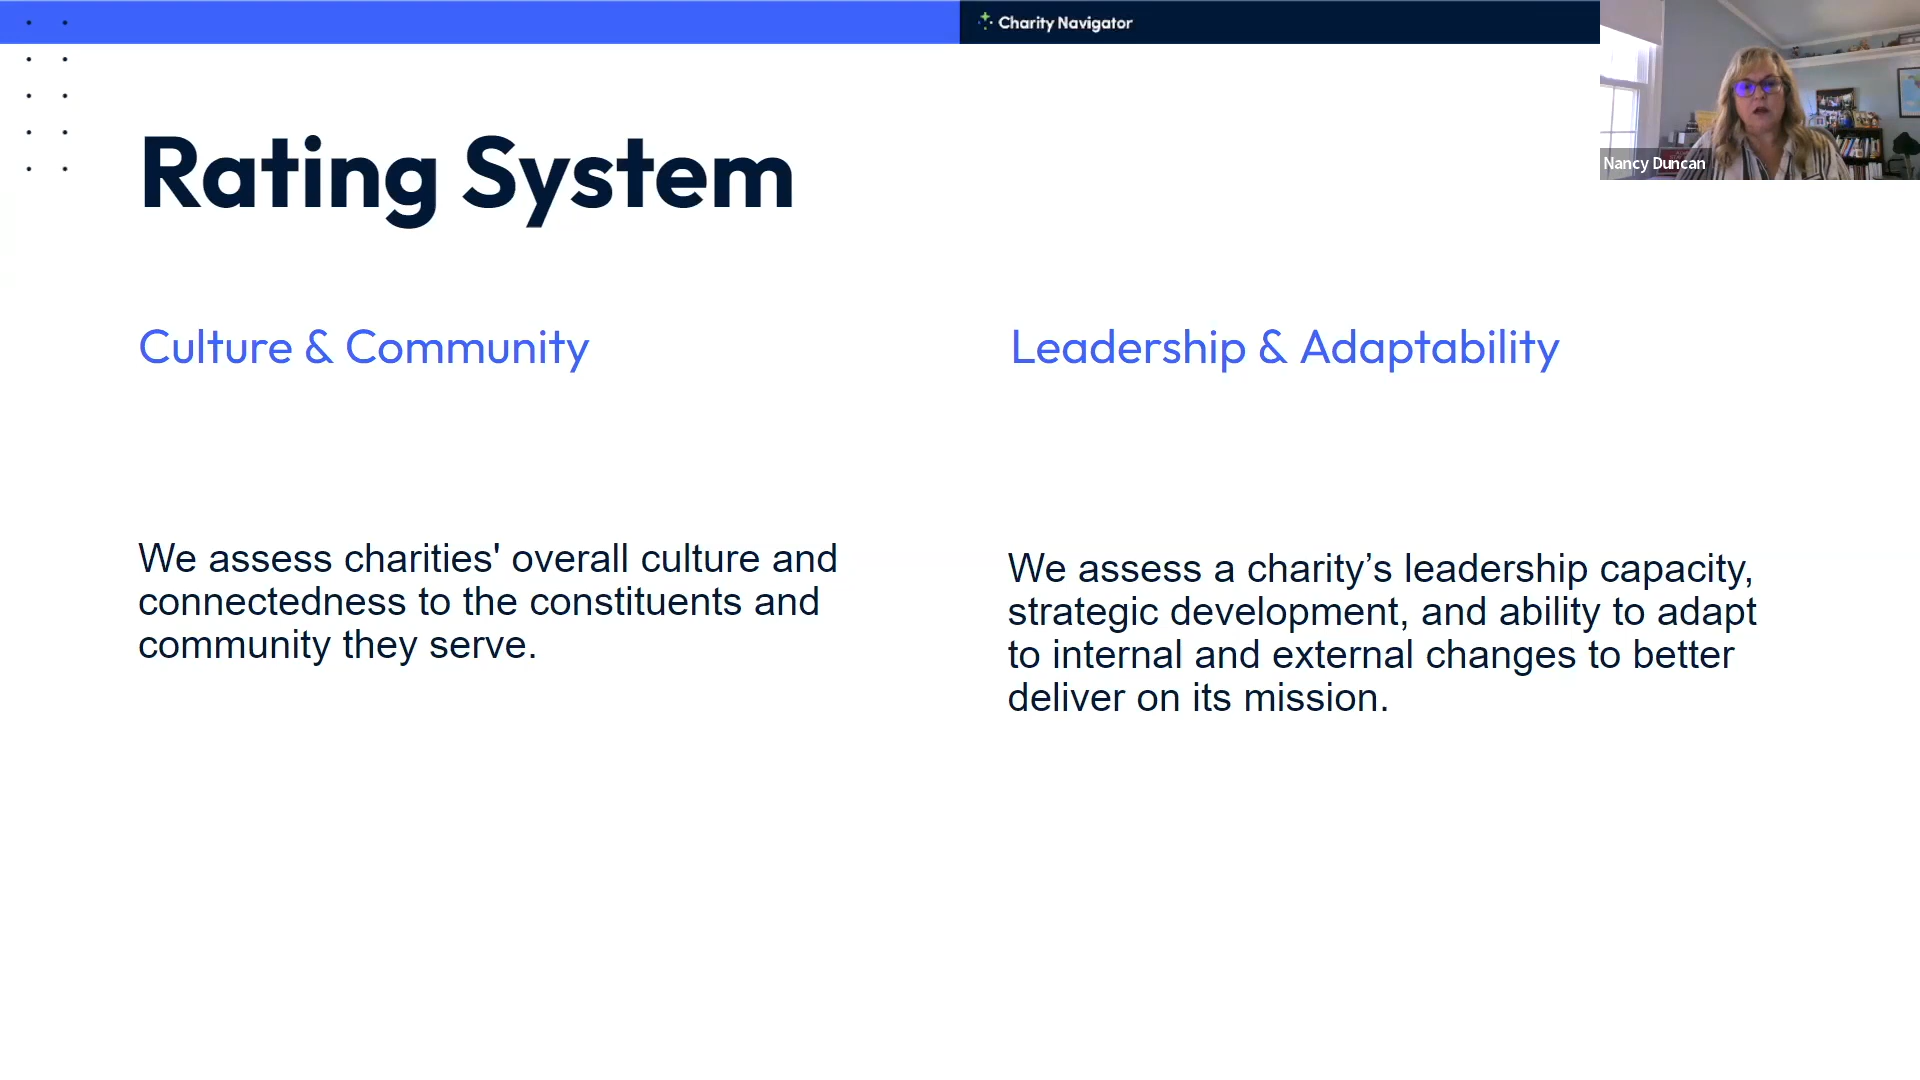 Charity Navigator
Nancy Duncan
Rating System
Culture & Community
We assess charities' overall culture and
connectedness to the constituents and
community they serve.
Leadership & Adaptability
We assess a charity’s leadership capacity,
strategic development, and ability to adapt
to internal and external changes to better
deliver on its mission.